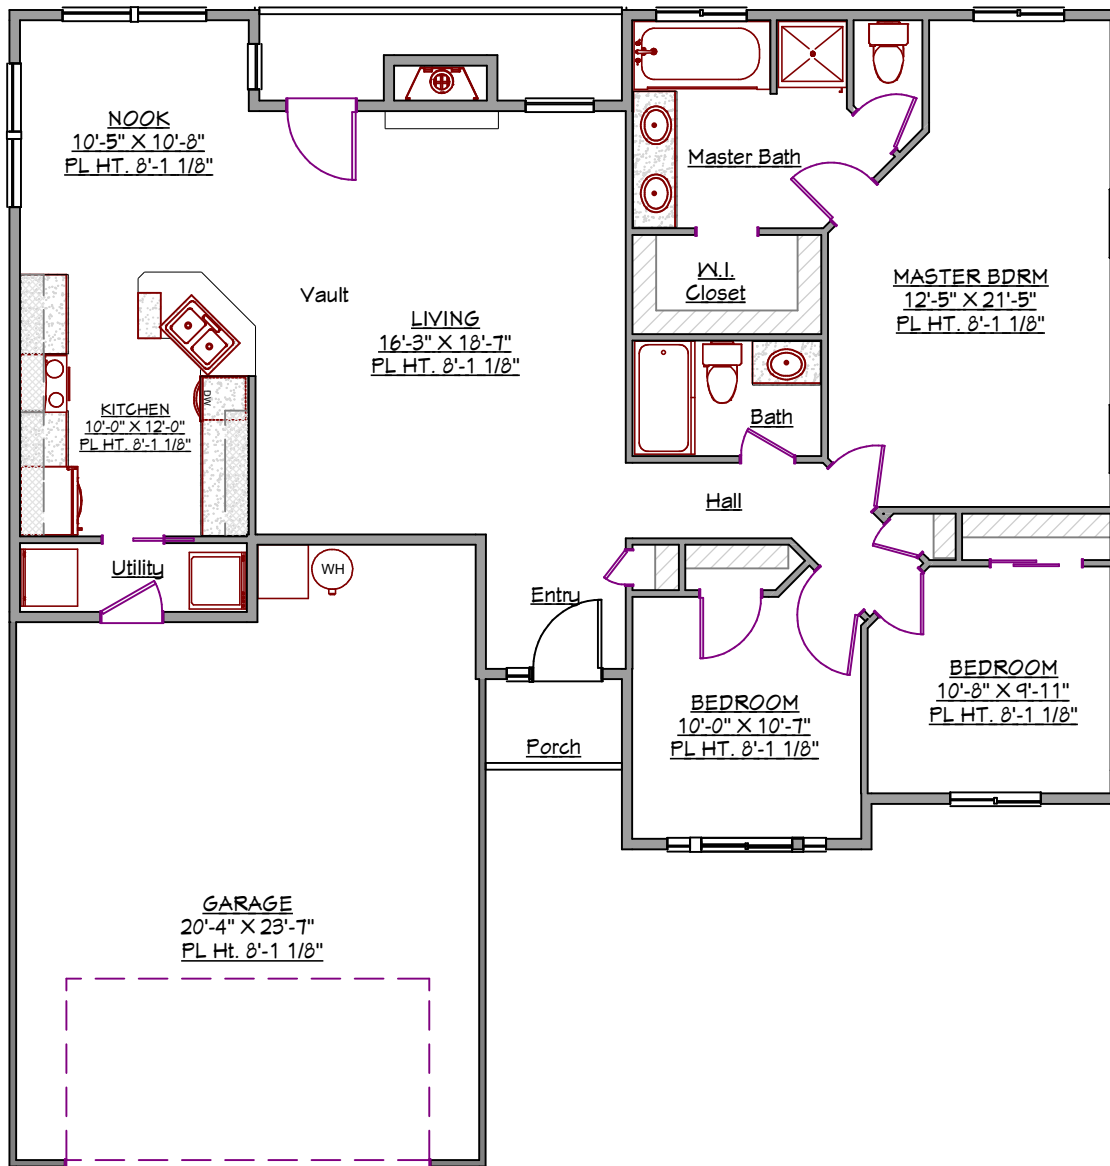 NOOK
10'-5" X 10'-8"
PL HT. 8'-1 1/8"
Master Bath
W.I.
Closet
MASTER BDRM
12'-5" X 21'-5"
PL HT. 8'-1 1/8"
Vault
LIVING
16'-3" X 18'-7"
PL HT. 8'-1 1/8"
DW
KITCHEN
10'-0" X 12'-0"
PL HT. 8'-1 1/8"
Bath
Hall
Utility
WH
Entry
BEDROOM
10'-8" X 9'-11"
PL HT. 8'-1 1/8"
BEDROOM
10'-0" X 10'-7"
PL HT. 8'-1 1/8"
Porch
GARAGE
20'-4" X 23'-7"
PL Ht. 8'-1 1/8"